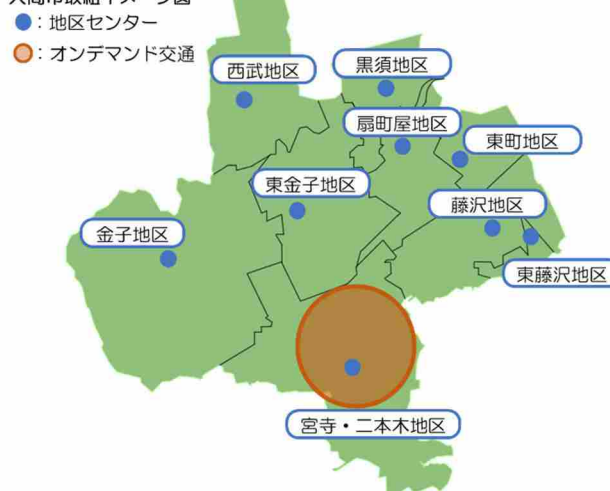 ：地区センター
：オンデマンド交通
西武地区
黒須地区
扇町屋地区
東町地区
東金子地区
藤沢地区
金子地区
東藤沢地区
宮寺・二本木地区